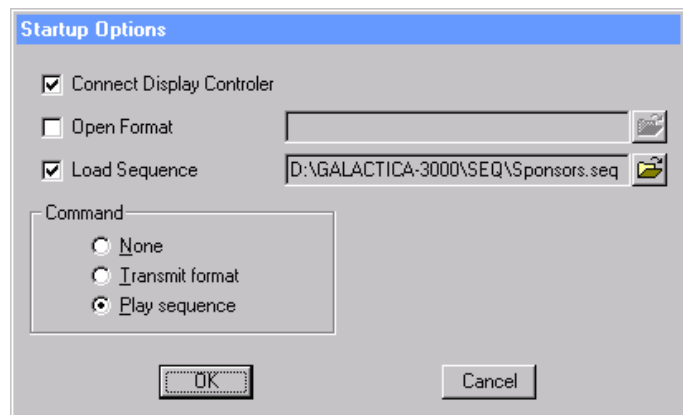 Startup Options
Connect Display Controler
Open Format
Load Sequence D:\GALACTICA-3000\SEQ\Sponsors.seq
Command
None
Transmit format
Play sequence
OK Cancel